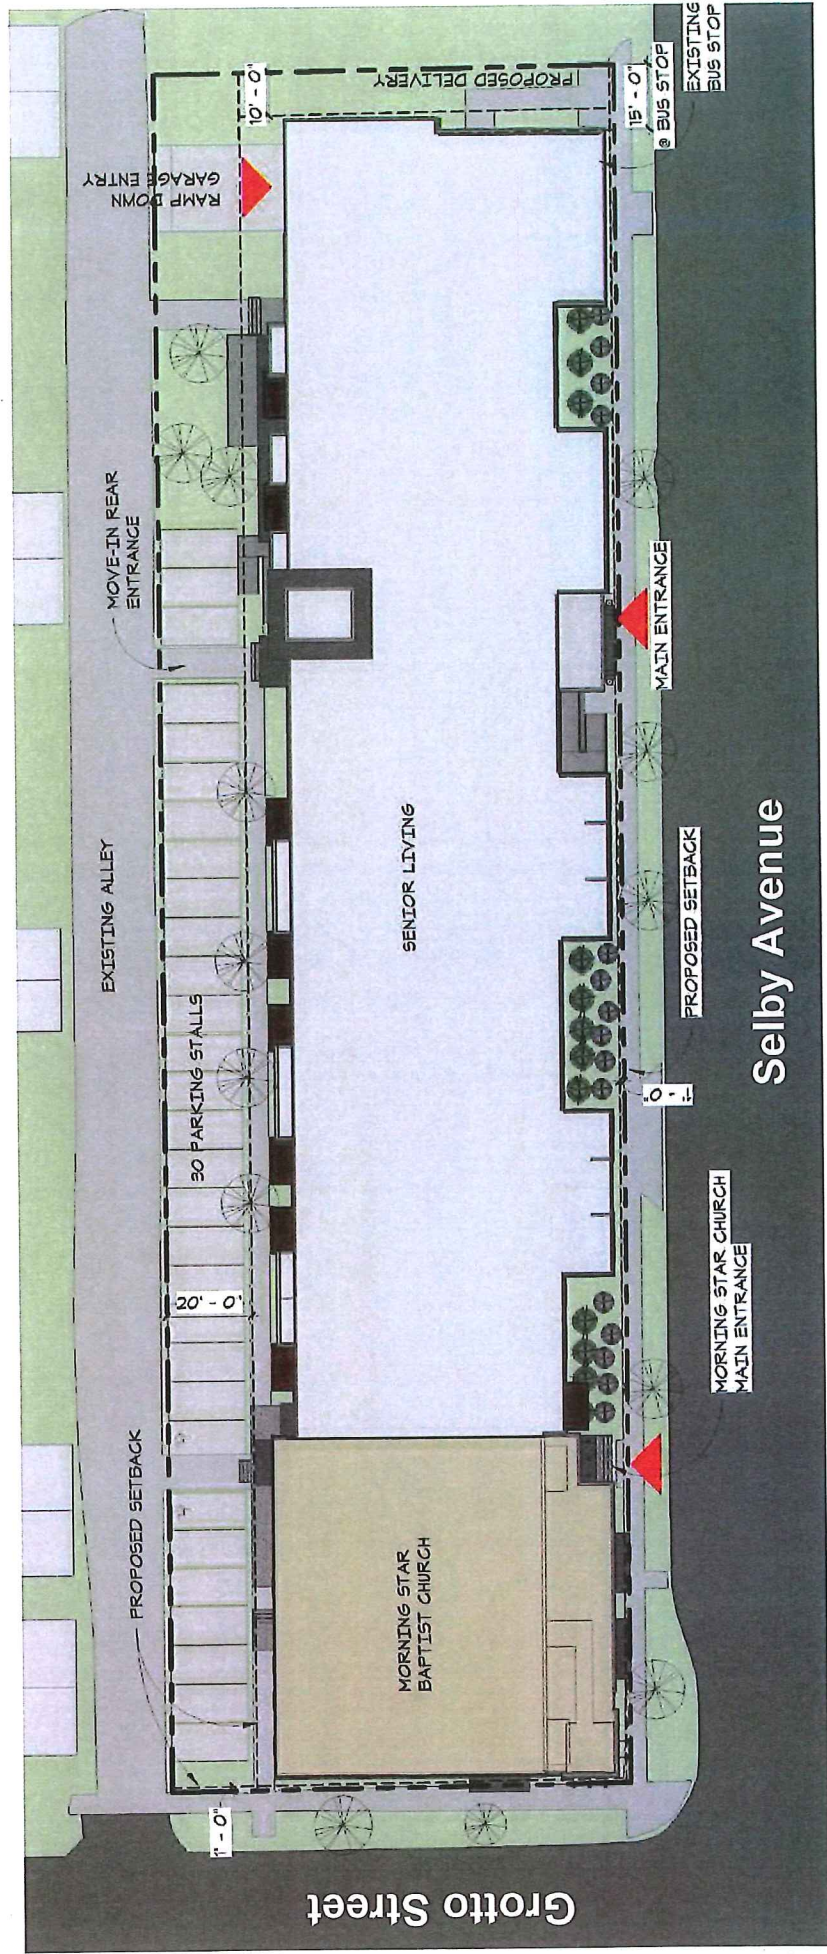 RAMP DOWN
GARAGE ENTRY
10' - 0"
PROPOSED DELIVERY
15' - 0"
@ BUS STOP
EXISTING
BUS STOP
MOVE-IN REAR
ENTRANCE
MAIN ENTRANCE
EXISTING ALLEY
30 PARKING STALLS
SENIOR LIVING
PROPOSED SETBACK
1' - 0"
Selby Avenue
20' - 0"
MORNING STAR CHURCH
MAIN ENTRANCE
PROPOSED SETBACK
MORNING STAR
BAPTIST CHURCH
1' - 0"
Grotto Street